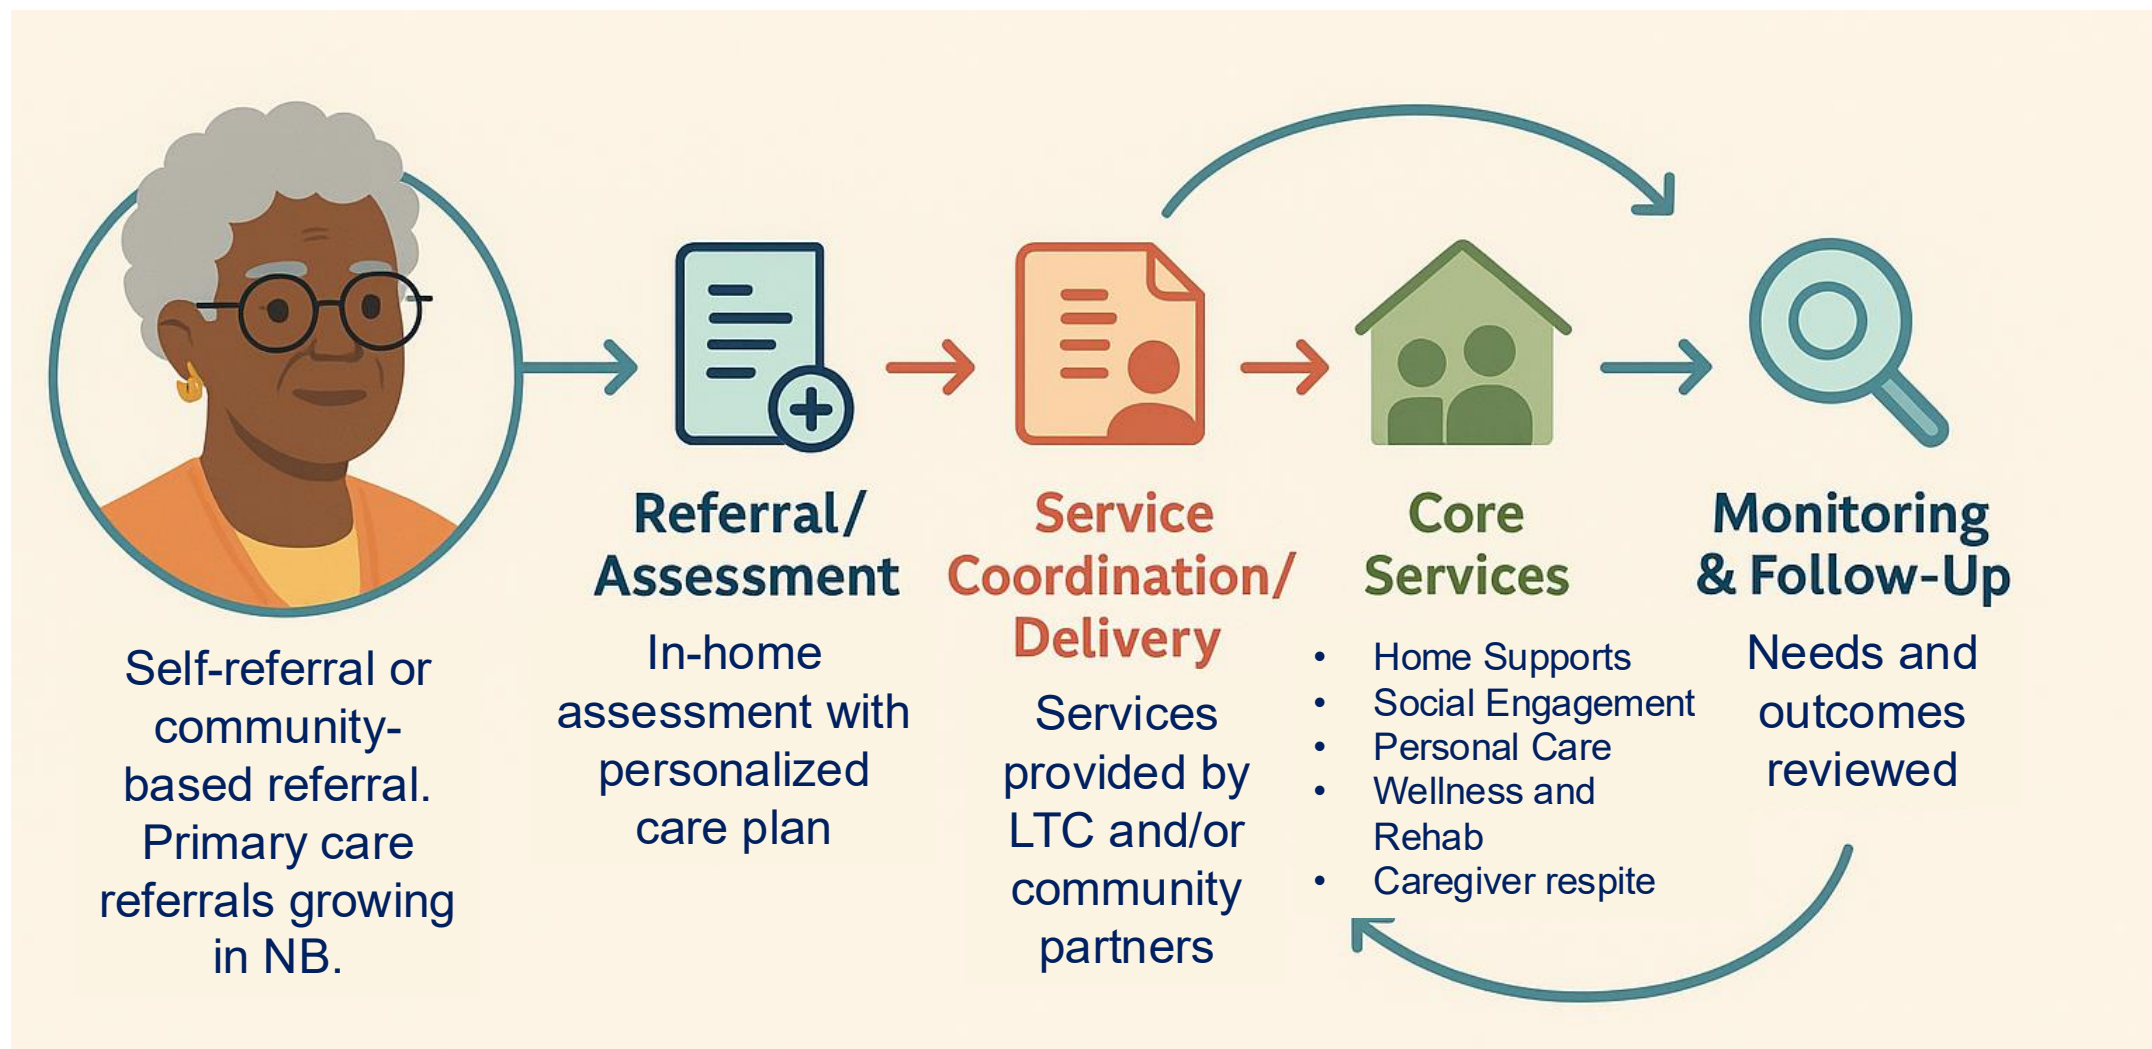 Self-referral or
community-
based referral.
Primary care
referrals growing
in NB.
Referral/
Assessment
In-home
assessment with
personalized
care plan
Service
Coordination/
Delivery
Services
provided by
LTC and/or
community
partners
Core
Services
• Home Supports
• Social Engagement
• Personal Care
• Wellness and
Rehab
• Caregiver respite
Monitoring
& Follow-Up
Needs and
outcomes
reviewed